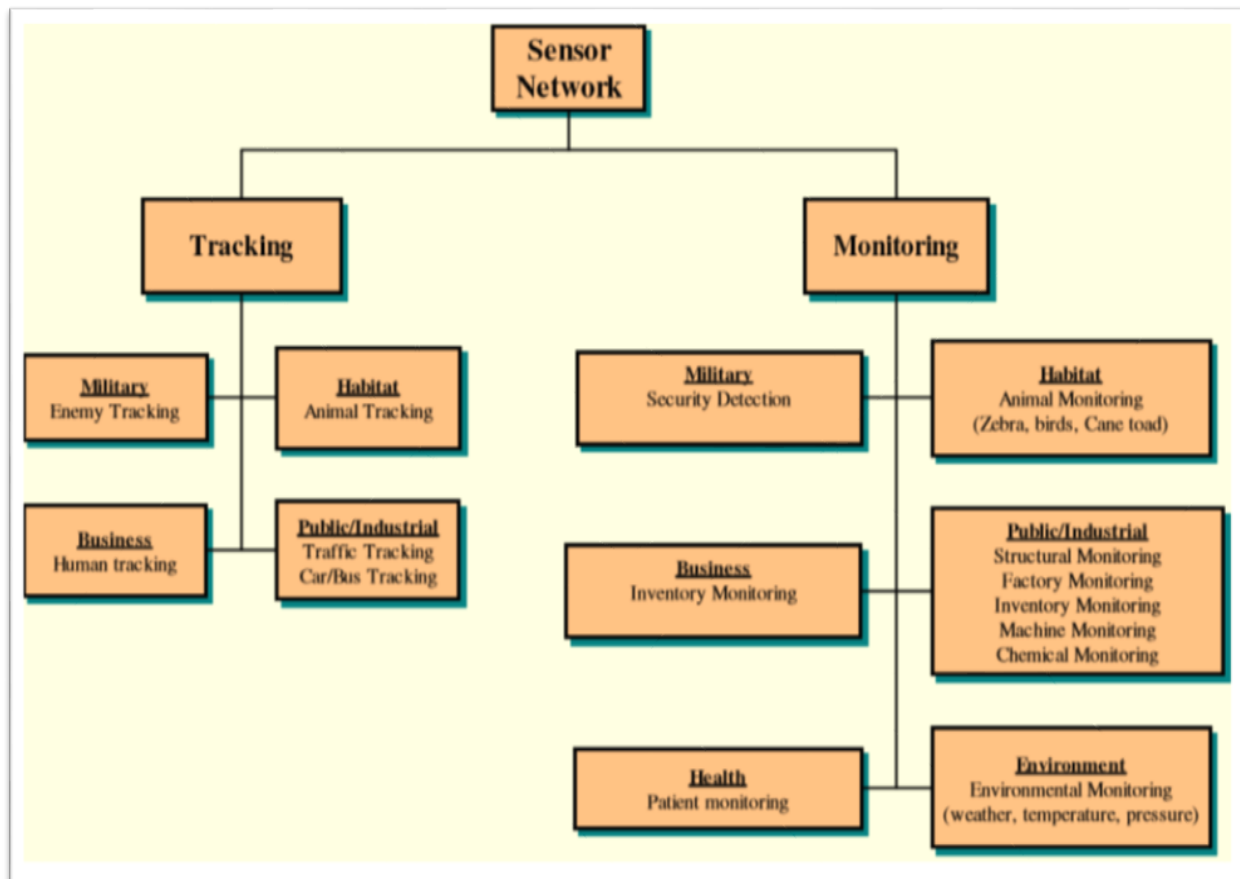 Sensor
Network
Tracking
Monitoring
Military
Enemy Tracking
Habitat
Animal Tracking
Business
Human tracking
Public/Industrial
Traffic Tracking
Car/Bus Tracking
Military
Security Detection
Habitat
Animal Monitoring
(Zebra, birds, Cane toad)
Business
Inventory Monitoring
Public/Industrial
Structural Monitoring
Factory Monitoring
Inventory Monitoring
Machine Monitoring
Chemical Monitoring
Health
Patient monitoring
Environment
Environmental Monitoring
(weather, temperature, pressure)